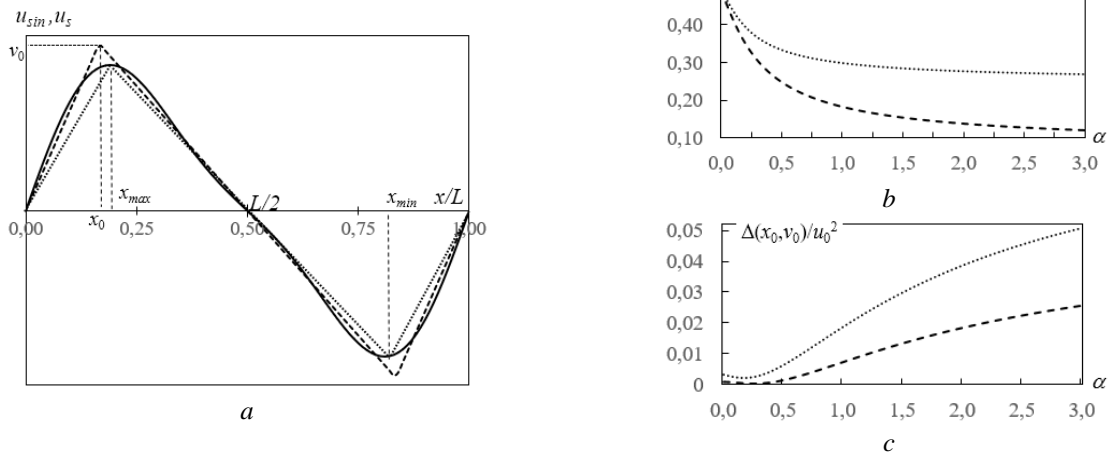 u_sin, u_s
v_0
x_0
x_max
L/2
x_min
x/L
0,00
0,25
0,50
0,75
1,00
a
0,40
0,30
0,20
0,10
0,0
0,5
1,0
1,5
2,0
2,5
3,0
α
b
Δ(x_0,v_0)/u_0^2
0,05
0,04
0,03
0,02
0,01
0
0,0
0,5
1,0
1,5
2,0
2,5
3,0
α
c